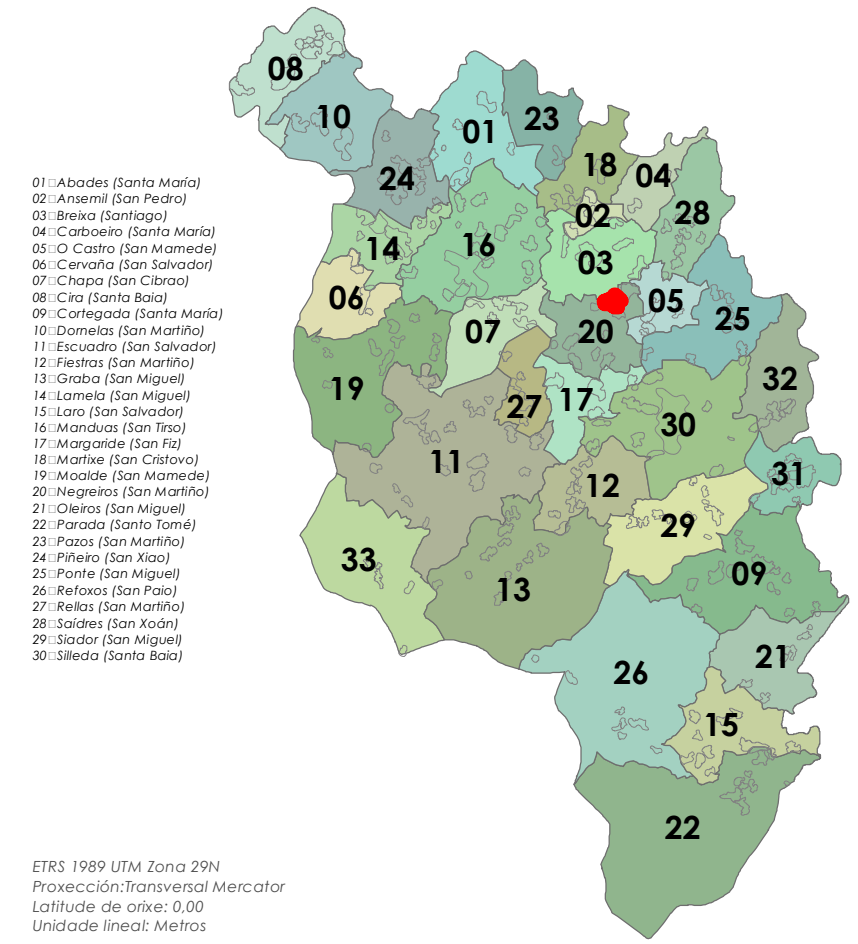 01□Abades (Santa María)
02□Ansemil (San Pedro)
03□Breixa (Santiago)
04□Carboeiro (Santa María)
05□O Castro (San Mamede)
06□Cervaña (San Salvador)
07□Chapa (San Cibrao)
08□Cira (Santa Baia)
09□Cortegada (Santa María)
10□Dornelas (San Martiño)
11□Escuadro (San Salvador)
12□Fiestras (San Martiño)
13□Graba (San Miguel)
14□Lamela (San Miguel)
15□Laro (San Salvador)
16□Manduas (San Tirso)
17□Margaride (San Fiz)
18□Martixe (San Cristovo)
19□Moalde (San Mamede)
20□Negreiros (San Martiño)
21□Oleiros (San Miguel)
22□Parada (Santo Tomé)
23□Pazos (San Martiño)
24□Piñeiro (San Xiao)
25□Ponte (San Miguel)
26□Refoxos (San Paio)
27□Rellas (San Martiño)
28□Saídres (San Xoán)
29□Siador (San Miguel)
30□Silleda (Santa Baia)
08
10
01
23
24
18
04
02
28
14
16
03
06
05
07
20
25
19
27
17
32
30
11
12
31
33
29
13
09
26
21
15
22
ETRS 1989 UTM Zona 29N
Proxección:Transversal Mercator
Latitude de orixe: 0,00
Unidade lineal: Metros